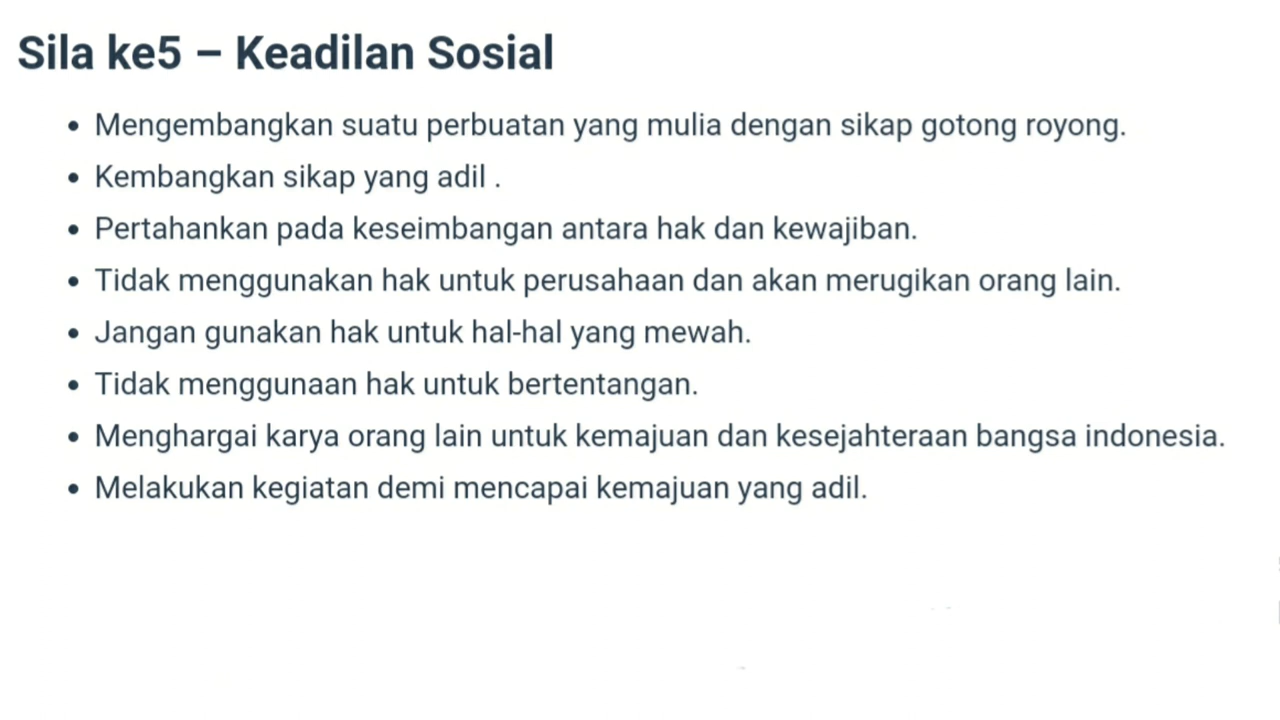 Sila ke5 – Keadilan Sosial
• Mengembangkan suatu perbuatan yang mulia dengan sikap gotong royong.
• Kembangkan sikap yang adil .
• Pertahankan pada keseimbangan antara hak dan kewajiban.
• Tidak menggunakan hak untuk perusahaan dan akan merugikan orang lain.
• Jangan gunakan hak untuk hal-hal yang mewah.
• Tidak menggunaan hak untuk bertentangan.
• Menghargai karya orang lain untuk kemajuan dan kesejahteraan bangsa indonesia.
• Melakukan kegiatan demi mencapai kemajuan yang adil.